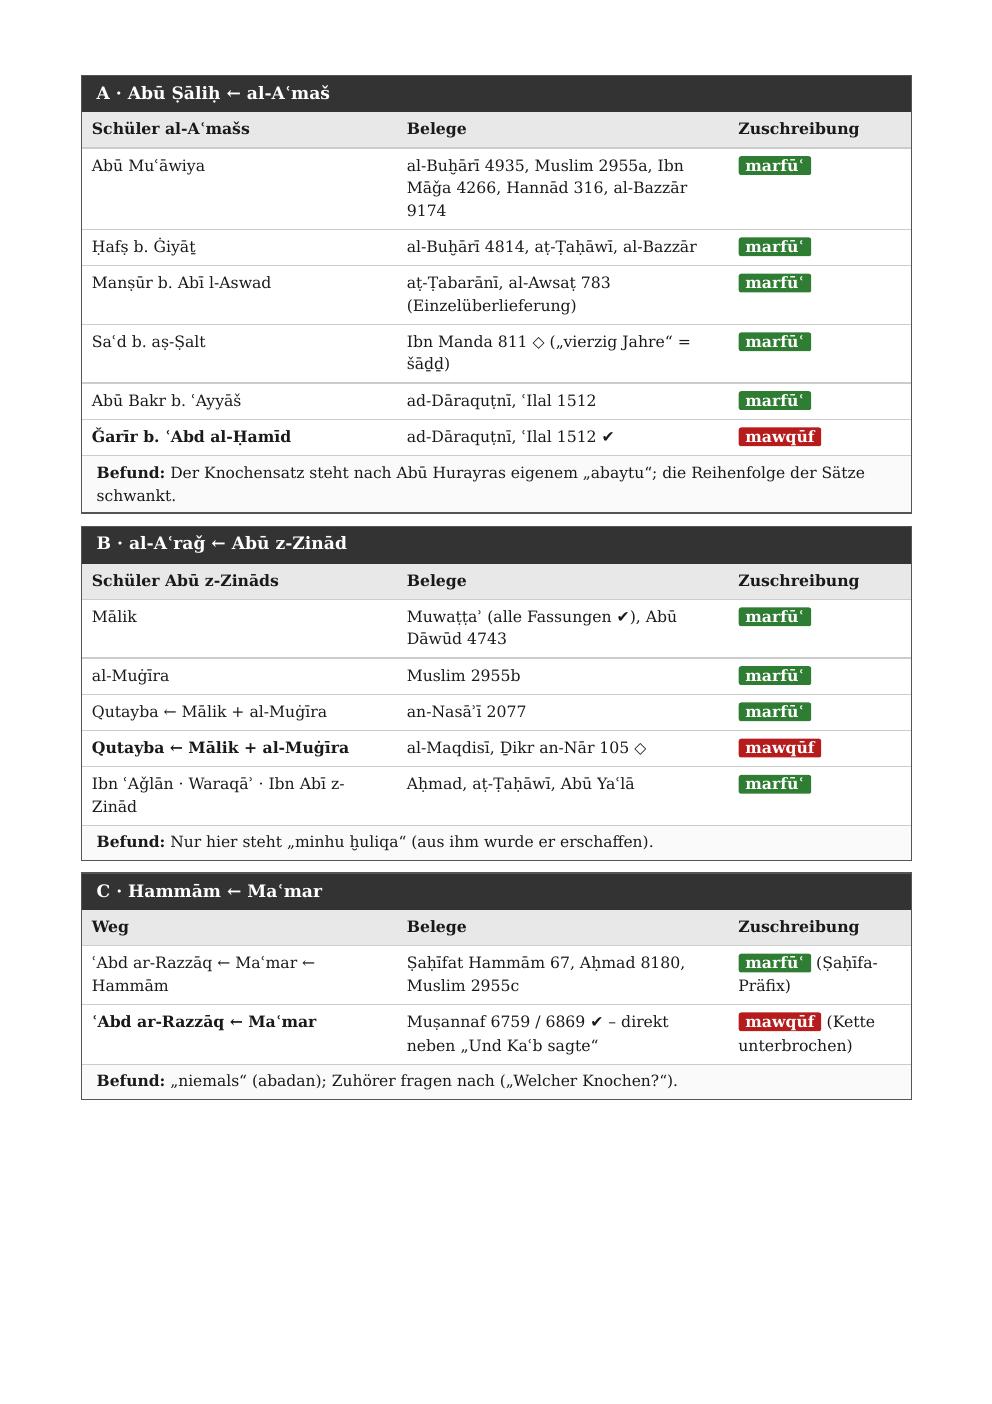 A · Abū Ṣāliḥ ← al-Aʿmaš
Schüler al-Aʿmašs Belege Zuschreibung
Abū Muʿāwiya al-Buḫārī 4935, Muslim 2955a, Ibn marfūʿ
Māǧa 4266, Hannād 316, al-Bazzār
9174
Ḥafṣ b. Ġiyāṯ al-Buḫārī 4814, aṭ-Ṭaḥāwī, al-Bazzār marfūʿ
Manṣūr b. Abī l-Aswad aṭ-Ṭabarānī, al-Awsaṭ 783 marfūʿ
(Einzelüberlieferung)
Saʿd b. aṣ-Ṣalt Ibn Manda 811 ◇ („vierzig Jahre“ = marfūʿ
šāḏḏ)
Abū Bakr b. ʿAyyāš ad-Dāraquṭnī, ʿIlal 1512 marfūʿ
Ǧarīr b. ʿAbd al-Ḥamīd ad-Dāraquṭnī, ʿIlal 1512 ✔ mawqūf
Befund: Der Knochensatz steht nach Abū Hurayras eigenem „abaytu“; die Reihenfolge der Sätze
schwankt.
B · al-Aʿraǧ ← Abū z-Zinād
Schüler Abū z-Zināds Belege Zuschreibung
Mālik Muwaṭṭaʾ (alle Fassungen ✔), Abū marfūʿ
Dāwūd 4743
al-Muġīra Muslim 2955b marfūʿ
Qutayba ← Mālik + al-Muġīra an-Nasāʾī 2077 marfūʿ
Qutayba ← Mālik + al-Muġīra al-Maqdisī, Ḏikr an-Nār 105 ◇ mawqūf
Ibn ʿAǧlān · Waraqāʾ · Ibn Abī z- Aḥmad, aṭ-Ṭaḥāwī, Abū Yaʿlā marfūʿ
Zinād
Befund: Nur hier steht „minhu ḫuliqa“ (aus ihm wurde er erschaffen).
C · Hammām ← Maʿmar
Weg Belege Zuschreibung
ʿAbd ar-Razzāq ← Maʿmar ← Ṣaḥīfat Hammām 67, Aḥmad 8180, marfūʿ (Ṣaḥīfa-
Hammām Muslim 2955c Präfix)
ʿAbd ar-Razzāq ← Maʿmar Muṣannaf 6759 / 6869 ✔ – direkt mawqūf (Kette
neben „Und Kaʿb sagte“ unterbrochen)
Befund: „niemals“ (abadan); Zuhörer fragen nach („Welcher Knochen?“).